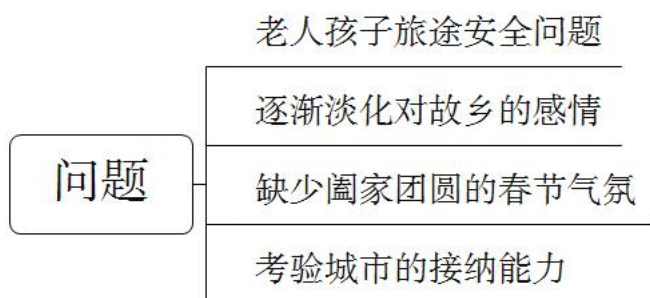 问题
老人孩子旅途安全问题
逐渐淡化对故乡的感情
缺少阖家团圆的春节气氛
考验城市的接纳能力